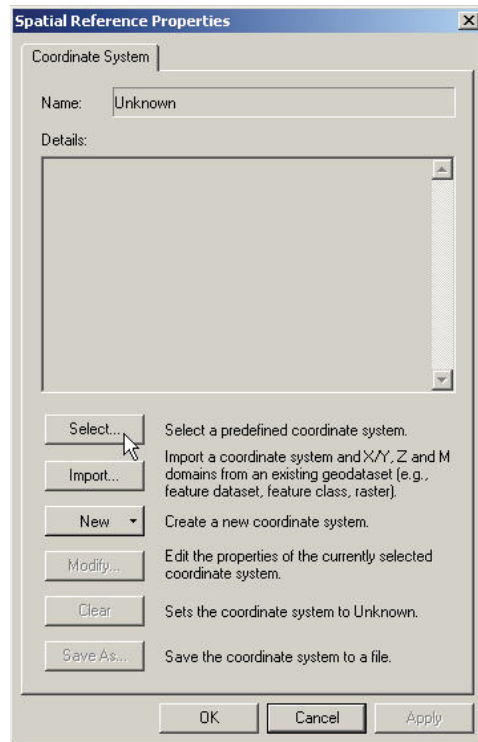 Spatial Reference Properties
Coordinate System
Name: Unknown
Details:
Select... Select a predefined coordinate system.
Import... Import a coordinate system and X/Y, Z and M
domains from an existing geodataset (e.g.,
feature dataset, feature class, raster).
New Create a new coordinate system.
Modify... Edit the properties of the currently selected
coordinate system.
Clear Sets the coordinate system to Unknown.
Save As... Save the coordinate system to a file.
OK Cancel Apply